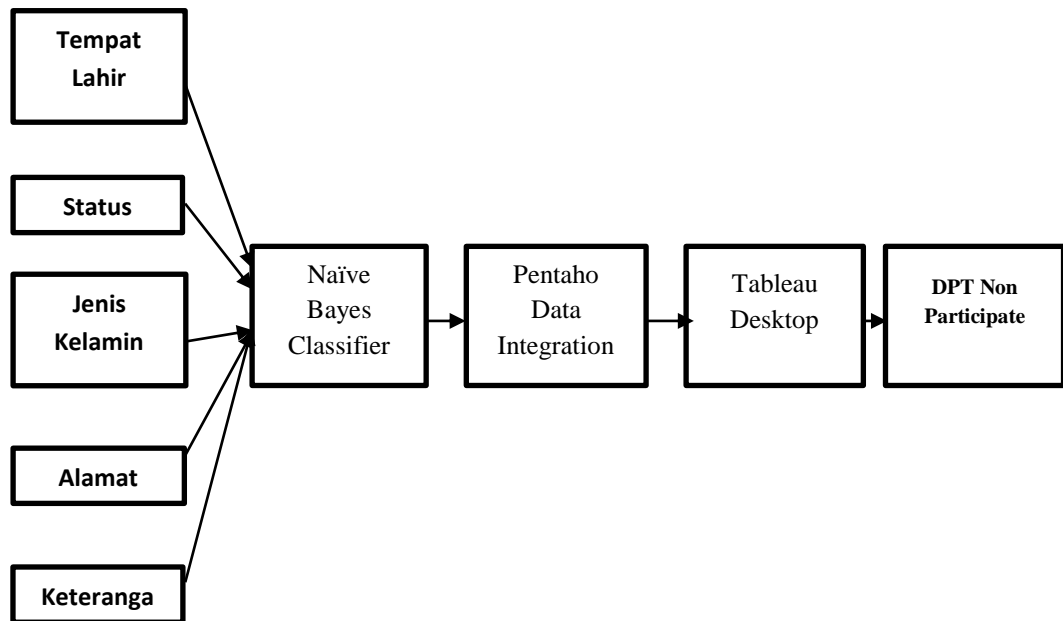 Tempat
Lahir
Status
Jenis
Kelamin
Alamat
Keteranga
Naïve
Bayes
Classifier
Pentaho
Data
Integration
Tableau
Desktop
DPT Non
Participate